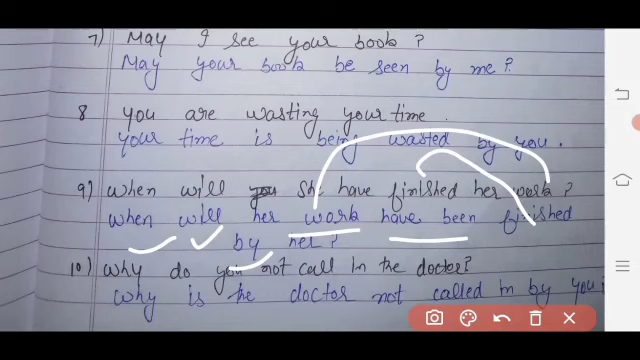 7) May I see your book?
May your book be seen by me?
8 You are wasting your time.
your time is being wasted by you.
9) When will you she have finished her work?
When will her work have been finished
by her?
10) Why do you not call in the doctor?
Why is the doctor not called in by you